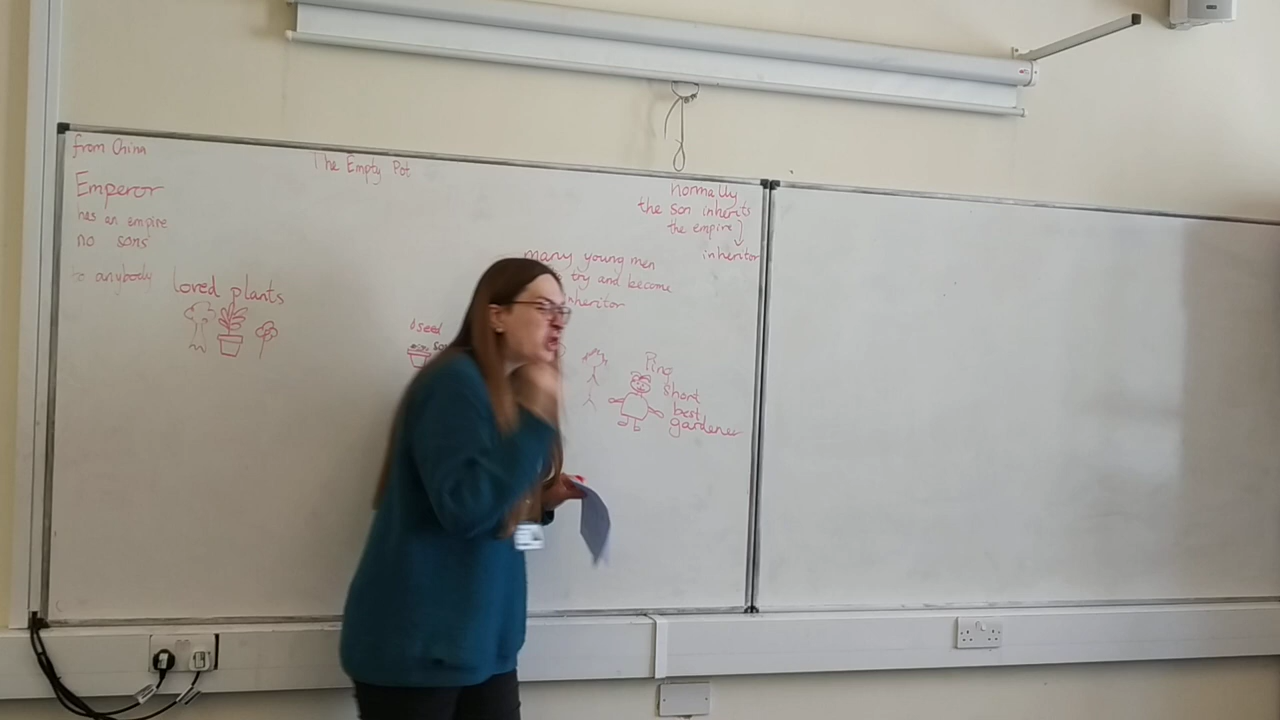 from China
The Empty Pot
Emperor
has an empire
no sons
to anybody
loved plants
normally
the son inherits
the empire
inheritor
many young men
try and become
inheritor
seed
Ping
short
best
gardener